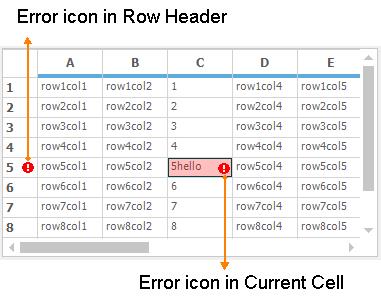 Error icon in Row Header
A B C D E
1 row1col1 row1col2 1 row1col4 row1col5
2 row2col1 row2col2 2 row2col4 row2col5
3 row3col1 row3col2 3 row3col4 row3col5
4 row4col1 row4col2 4 row4col4 row4col5
5 row5col1 row5col2 5hello row5col4 row5col5
6 row6col1 row6col2 6 row6col4 row6col5
7 row7col1 row7col2 7 row7col4 row7col5
8 row8col1 row8col2 8 row8col4 row8col5
Error icon in Current Cell